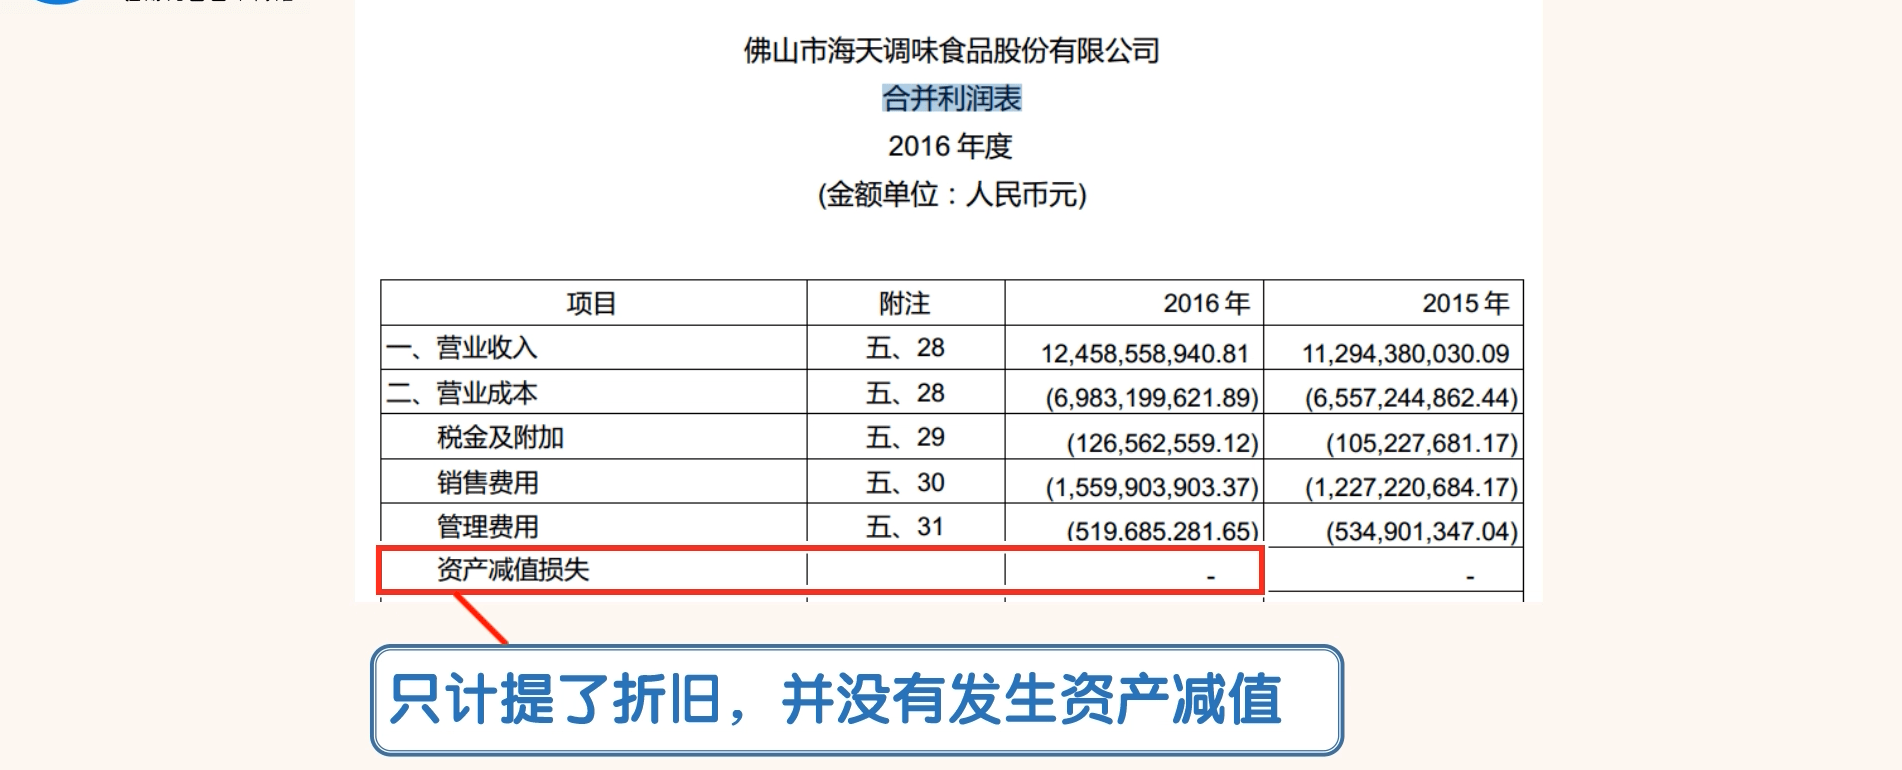 佛山市海天调味食品股份有限公司
合并利润表
2016 年度
(金额单位：人民币元)
项目 附注 2016 年 2015 年
一、营业收入 五、28 12,458,558,940.81 11,294,380,030.09
二、营业成本 五、28 (6,983,199,621.89) (6,557,244,862.44)
税金及附加 五、29 (126,562,559.12) (105,227,681.17)
销售费用 五、30 (1,559,903,903.37) (1,227,220,684.17)
管理费用 五、31 (519,685,281.65) (534,901,347.04)
资产减值损失 - -
只计提了折旧，并没有发生资产减值